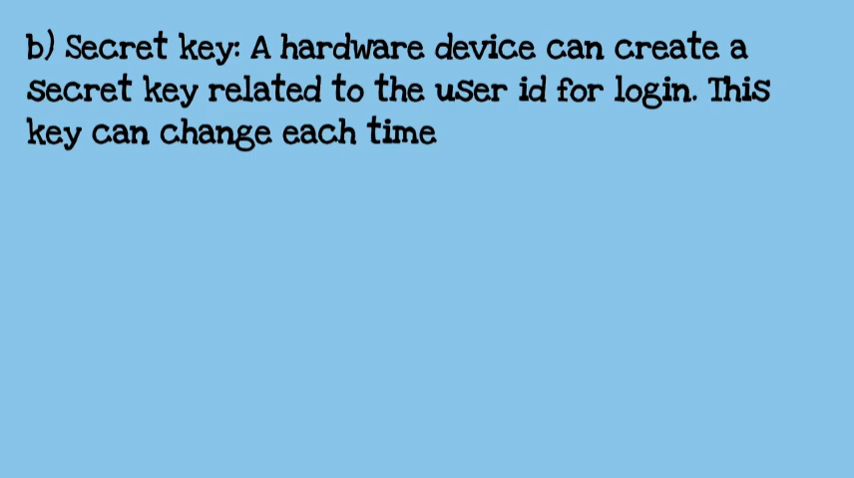 b) Secret key: A hardware device can create a
secret key related to the user id for login. This
key can change each time